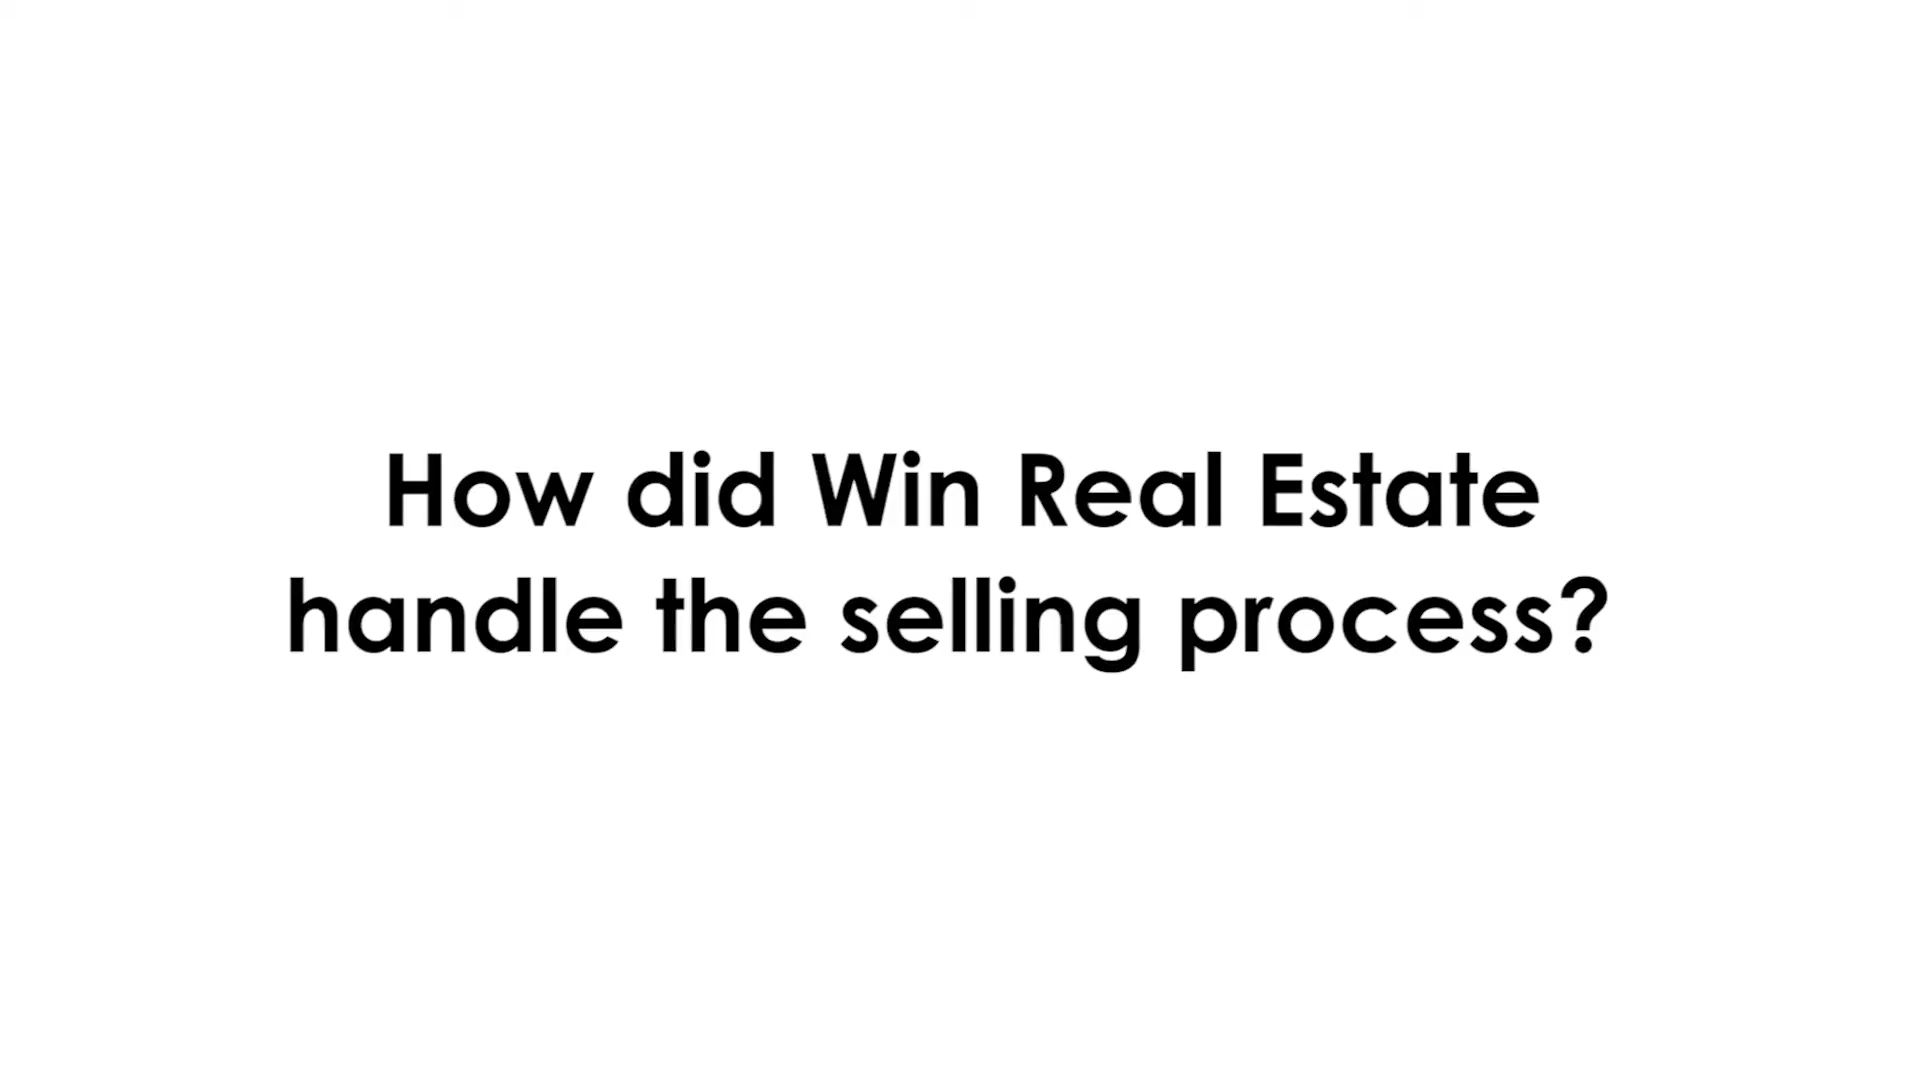 How did Win Real Estate
handle the selling process?